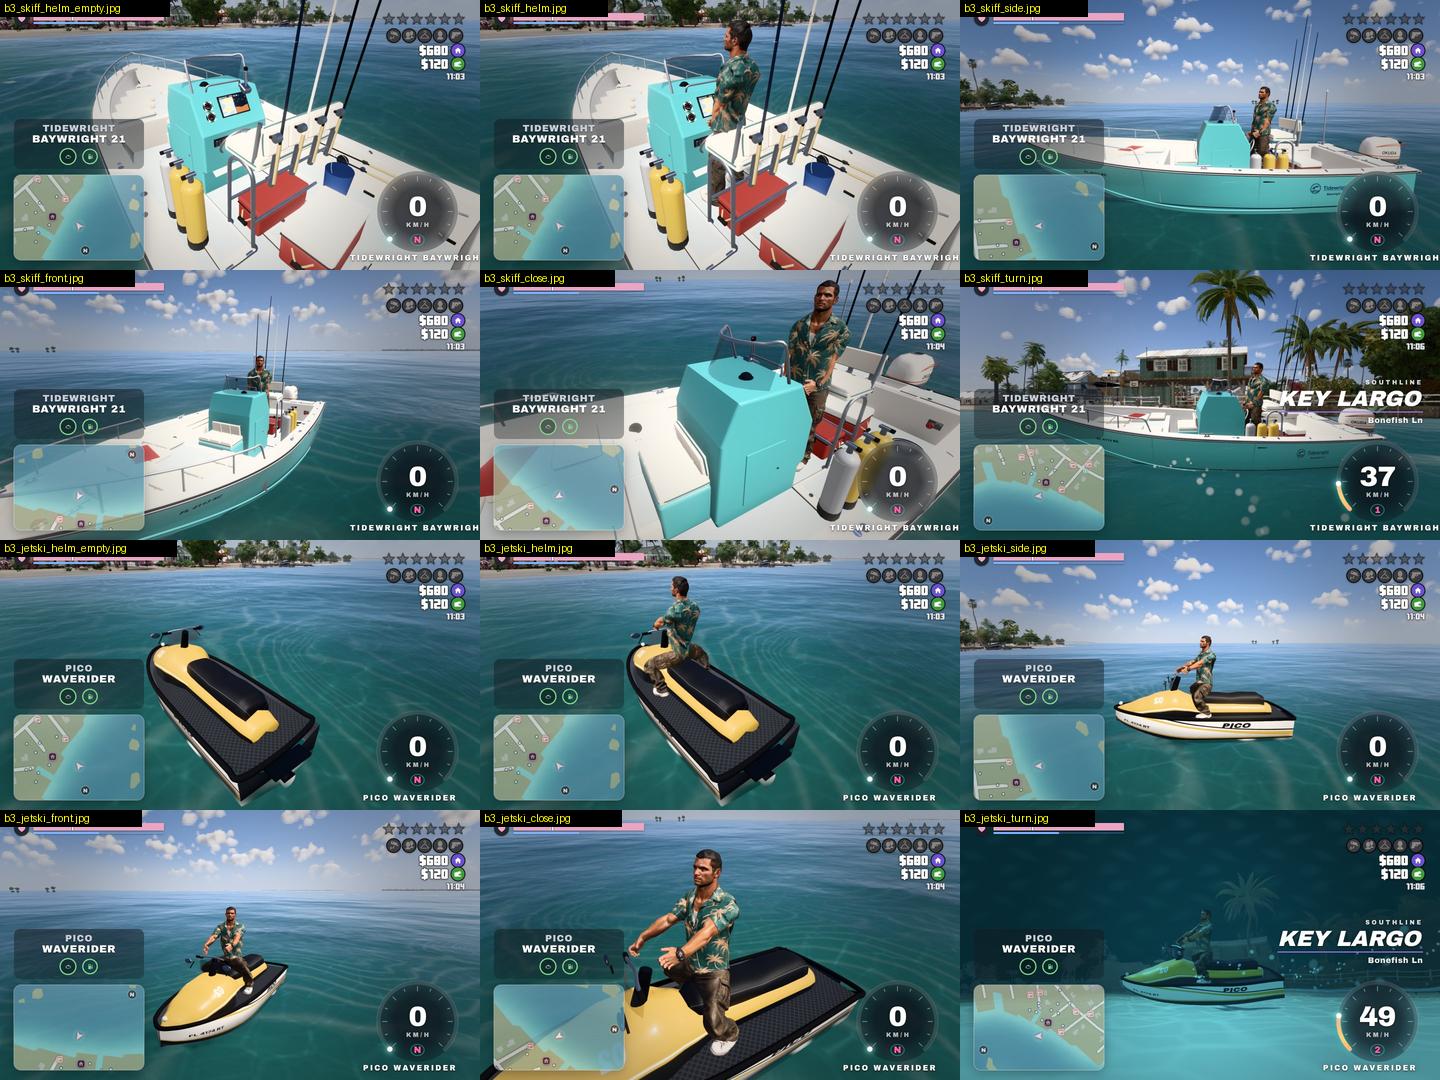 b3_skiff_helm_empty.jpg
$680
$120
11:03
TIDEWRIGHT
BAYWRIGHT 21
N
0
KM/H
N
TIDEWRIGHT BAYWRIGH
b3_skiff_helm.jpg
$680
$120
11:03
TIDEWRIGHT
BAYWRIGHT 21
N
0
KM/H
N
TIDEWRIGHT BAYWRIGH
b3_skiff_side.jpg
$680
$120
11:03
TIDEWRIGHT
BAYWRIGHT 21
OKUDA
Tidewright
N
0
KM/H
N
TIDEWRIGHT BAYWRIGH
b3_skiff_front.jpg
$680
$120
11:03
TIDEWRIGHT
BAYWRIGHT 21
N
0
KM/H
N
TIDEWRIGHT BAYWRIGH
b3_skiff_close.jpg
$680
$120
11:04
TIDEWRIGHT
BAYWRIGHT 21
N
0
KM/H
N
TIDEWRIGHT BAYWRIGH
b3_skiff_turn.jpg
$680
$120
11:06
SOUTHLINE
KEY LARGO
Bonefish Ln
TIDEWRIGHT
BAYWRIGHT 21
Tidewright
N
37
KM/H
1
TIDEWRIGHT BAYWRIGH
b3_jetski_helm_empty.jpg
$680
$120
11:03
PICO
WAVERIDER
N
0
KM/H
N
PICO WAVERIDER
b3_jetski_helm.jpg
$680
$120
11:03
PICO
WAVERIDER
N
0
KM/H
N
PICO WAVERIDER
b3_jetski_side.jpg
$680
$120
11:04
PICO
WAVERIDER
PICO
N
0
KM/H
N
PICO WAVERIDER
b3_jetski_front.jpg
$680
$120
11:04
PICO
WAVERIDER
N
0
KM/H
N
PICO WAVERIDER
b3_jetski_close.jpg
$680
$120
11:04
PICO
WAVERIDER
N
0
KM/H
N
PICO WAVERIDER
b3_jetski_turn.jpg
$680
$120
11:06
SOUTHLINE
KEY LARGO
Bonefish Ln
PICO
WAVERIDER
PICO
N
49
KM/H
2
PICO WAVERIDER